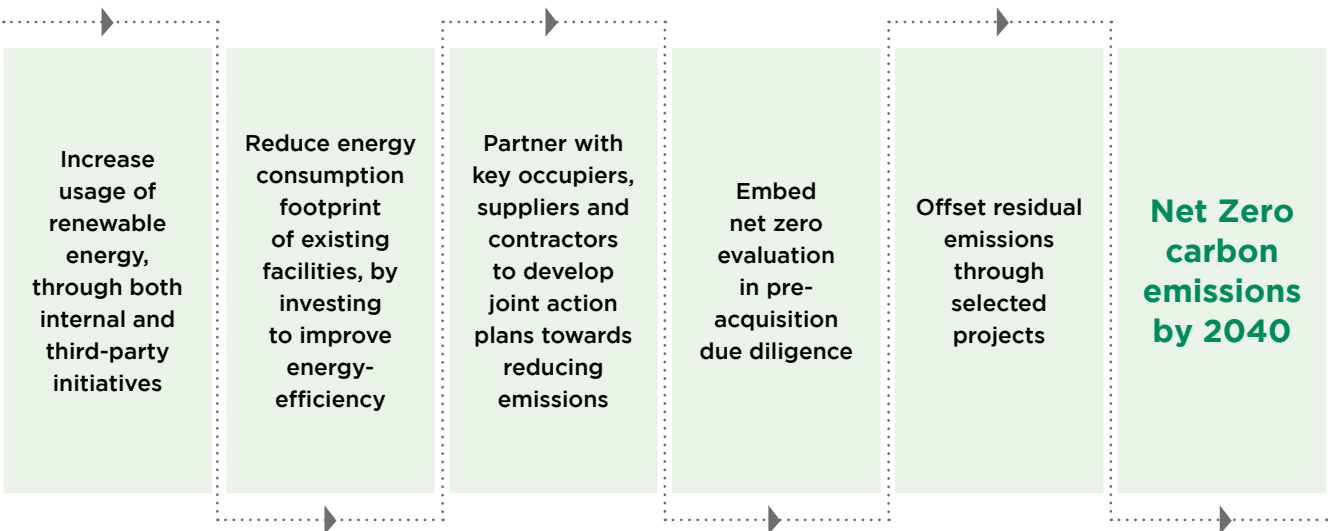 Increase
usage of
renewable
energy,
through both
internal and
third-party
initiatives
Reduce energy
consumption
footprint
of existing
facilities, by
investing
to improve
energy-
efficiency
Partner with
key occupiers,
suppliers and
contractors
to develop
joint action
plans towards
reducing
emissions
Embed
net zero
evaluation
in pre-
acquisition
due diligence
Offset residual
emissions
through
selected
projects
Net Zero
carbon
emissions
by 2040